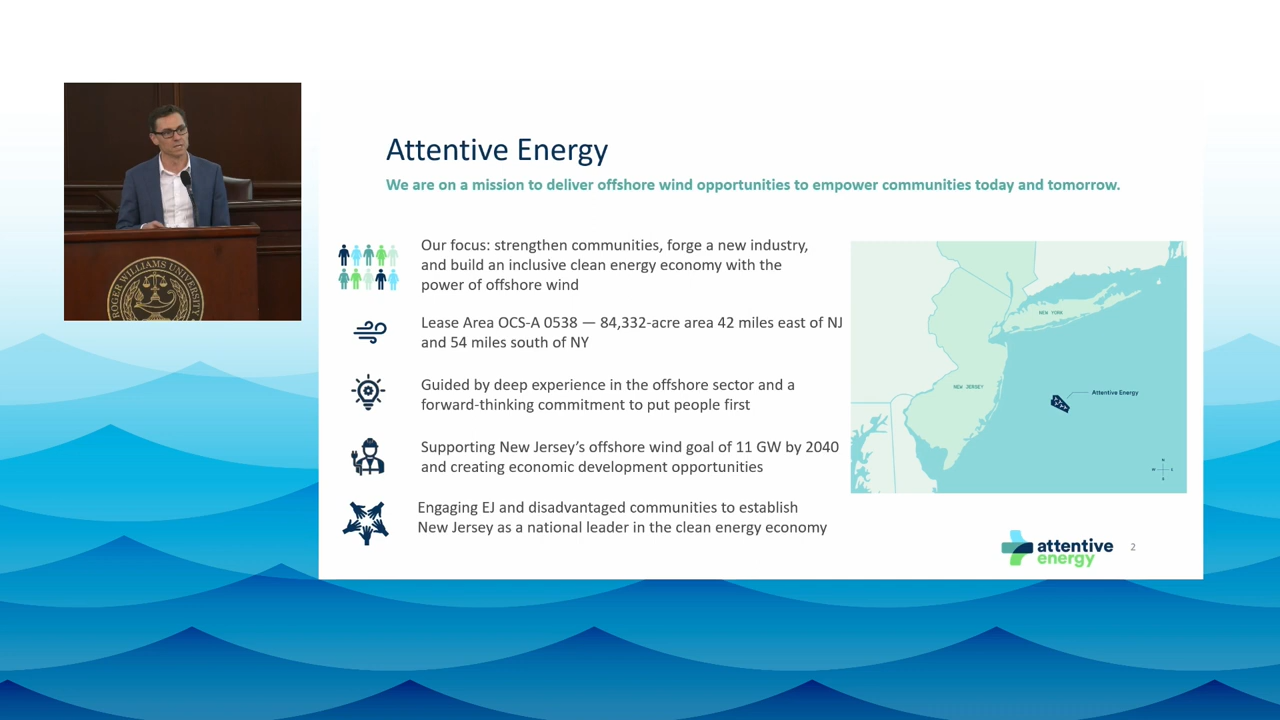 Attentive Energy
We are on a mission to deliver offshore wind opportunities to empower communities today and tomorrow.
Our focus: strengthen communities, forge a new industry,
and build an inclusive clean energy economy with the
power of offshore wind
Lease Area OCS-A 0538 — 84,332-acre area 42 miles east of NJ
and 54 miles south of NY
Guided by deep experience in the offshore sector and a
forward-thinking commitment to put people first
Supporting New Jersey's offshore wind goal of 11 GW by 2040
and creating economic development opportunities
Engaging EJ and disadvantaged communities to establish
New Jersey as a national leader in the clean energy economy
NEW YORK
NEW JERSEY
Attentive Energy
N
S
attentive
energy
2
ROGER WILLIAMS UNIVERSITY